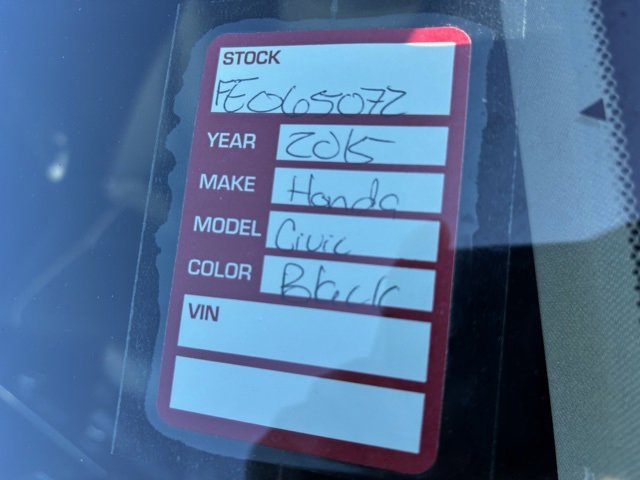 STOCK
FE065072
YEAR 2015
MAKE Honda
MODEL Civic
COLOR Black
VIN